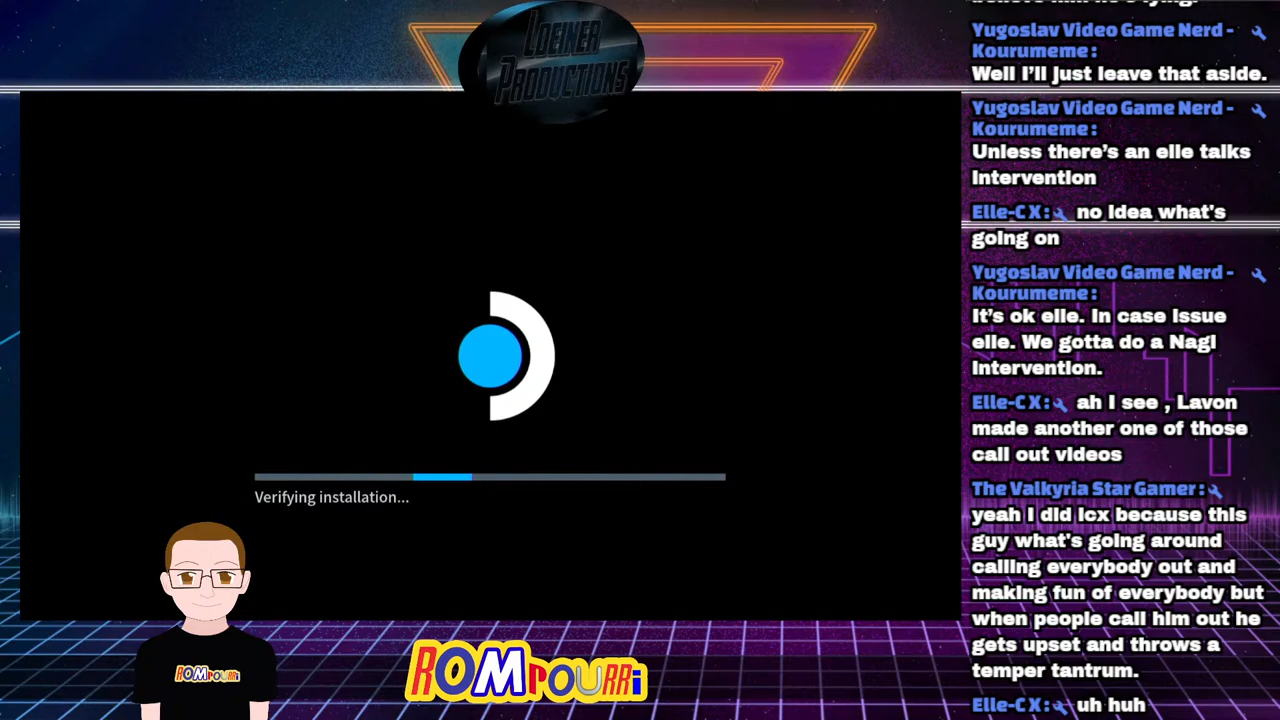 LOEINER
PRODUCTIONS
Verifying installation...
ROMPOURRi
ROMPOURRi
believe him he's lying.
Yugoslav Video Game Nerd -
Kourumeme :
Well I'll just leave that aside.
Yugoslav Video Game Nerd -
Kourumeme :
Unless there's an elle talks
intervention
Elle-C X : no idea what's
going on
Yugoslav Video Game Nerd -
Kourumeme :
It's ok elle. In case issue
elle. We gotta do a Nagi
Intervention.
Elle-C X : ah I see , Lavon
made another one of those
call out videos
The Valkyria Star Gamer :
yeah I did lcx because this
guy what's going around
calling everybody out and
making fun of everybody but
when people call him out he
gets upset and throws a
temper tantrum.
Elle-C X : uh huh